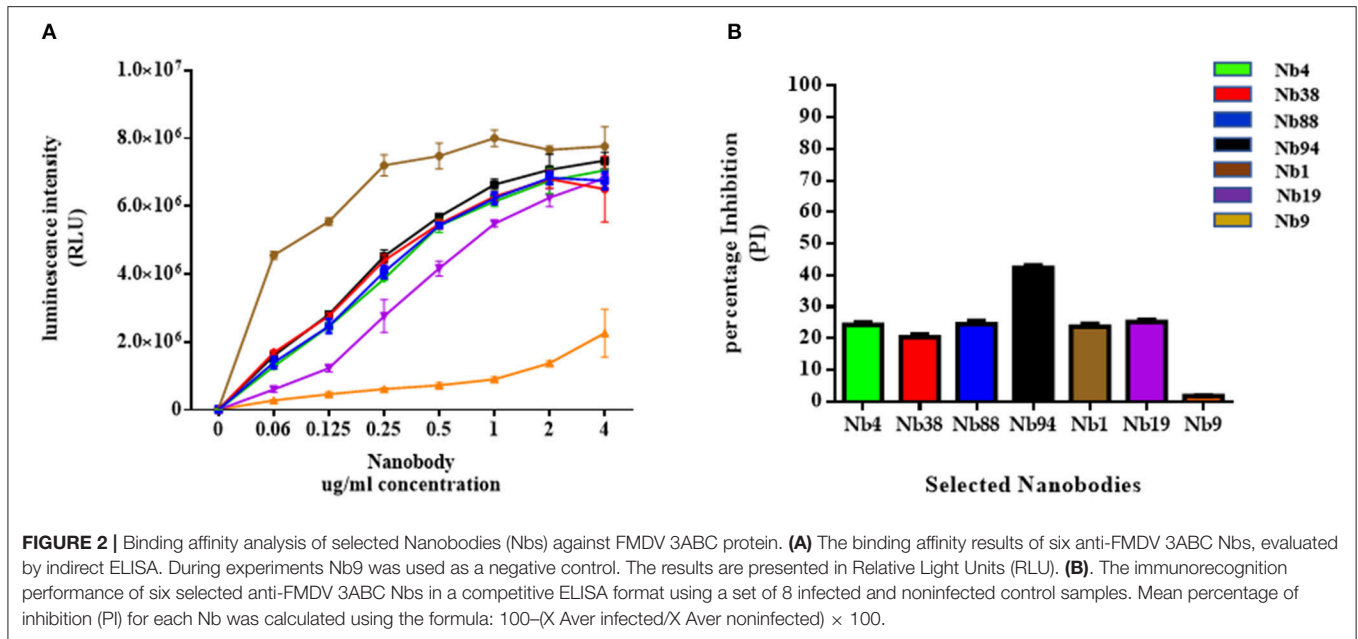 A
1.0×10⁷
8.0×10⁶
6.0×10⁶
4.0×10⁶
2.0×10⁶
0
luminescence intensity
(RLU)
0 0.06 0.125 0.25 0.5 1 2 4
Nanobody
ug/ml concentration
B
100
90
80
70
60
50
40
30
20
10
0
percentage Inhibition
(PI)
Nb4 Nb38 Nb88 Nb94 Nb1 Nb19 Nb9
Selected Nanobodies
Nb4
Nb38
Nb88
Nb94
Nb1
Nb19
Nb9
FIGURE 2 | Binding affinity analysis of selected Nanobodies (Nbs) against FMDV 3ABC protein. (A) The binding affinity results of six anti-FMDV 3ABC Nbs, evaluated
by indirect ELISA. During experiments Nb9 was used as a negative control. The results are presented in Relative Light Units (RLU). (B). The immunorecognition
performance of six selected anti-FMDV 3ABC Nbs in a competitive ELISA format using a set of 8 infected and noninfected control samples. Mean percentage of
inhibition (PI) for each Nb was calculated using the formula: 100–(X Aver infected/X Aver noninfected) × 100.